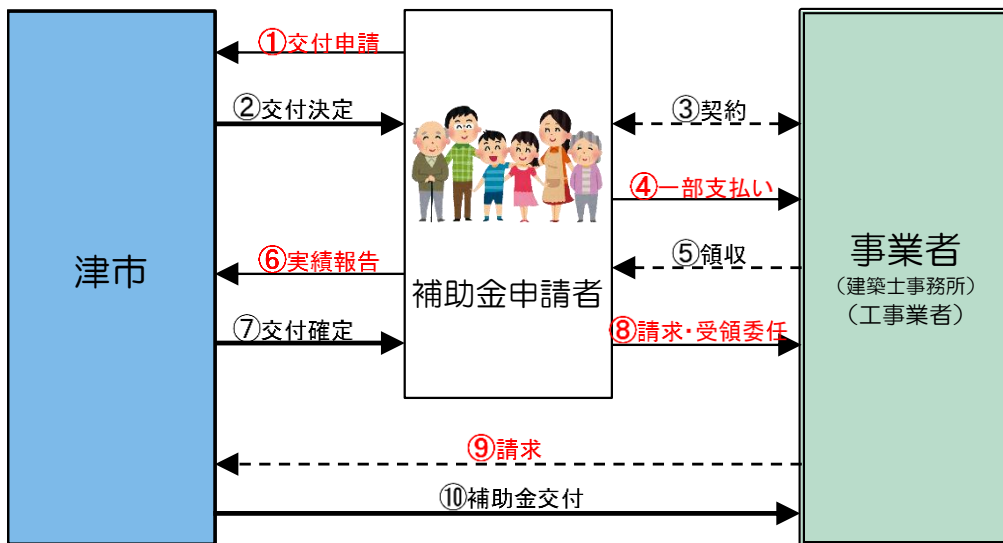 ①交付申請
②交付決定
③契約
④一部支払い
津市
⑥実績報告
⑤領収
事業者
(建築士事務所)
(工事業者)
補助金申請者
⑦交付確定
⑧請求・受領委任
⑨請求
⑩補助金交付